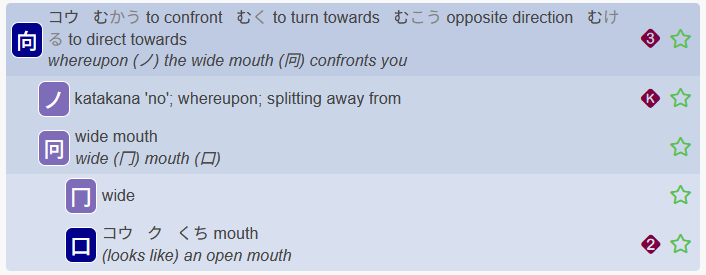 向 コウ むかう to confront むく to turn towards むこう opposite direction むけ
る to direct towards 3
whereupon (ノ) the wide mouth (冋) confronts you
ノ katakana 'no'; whereupon; splitting away from K
冋 wide mouth
wide (冂) mouth (口)
冂 wide
口 コウ ク くち mouth 2
(looks like) an open mouth